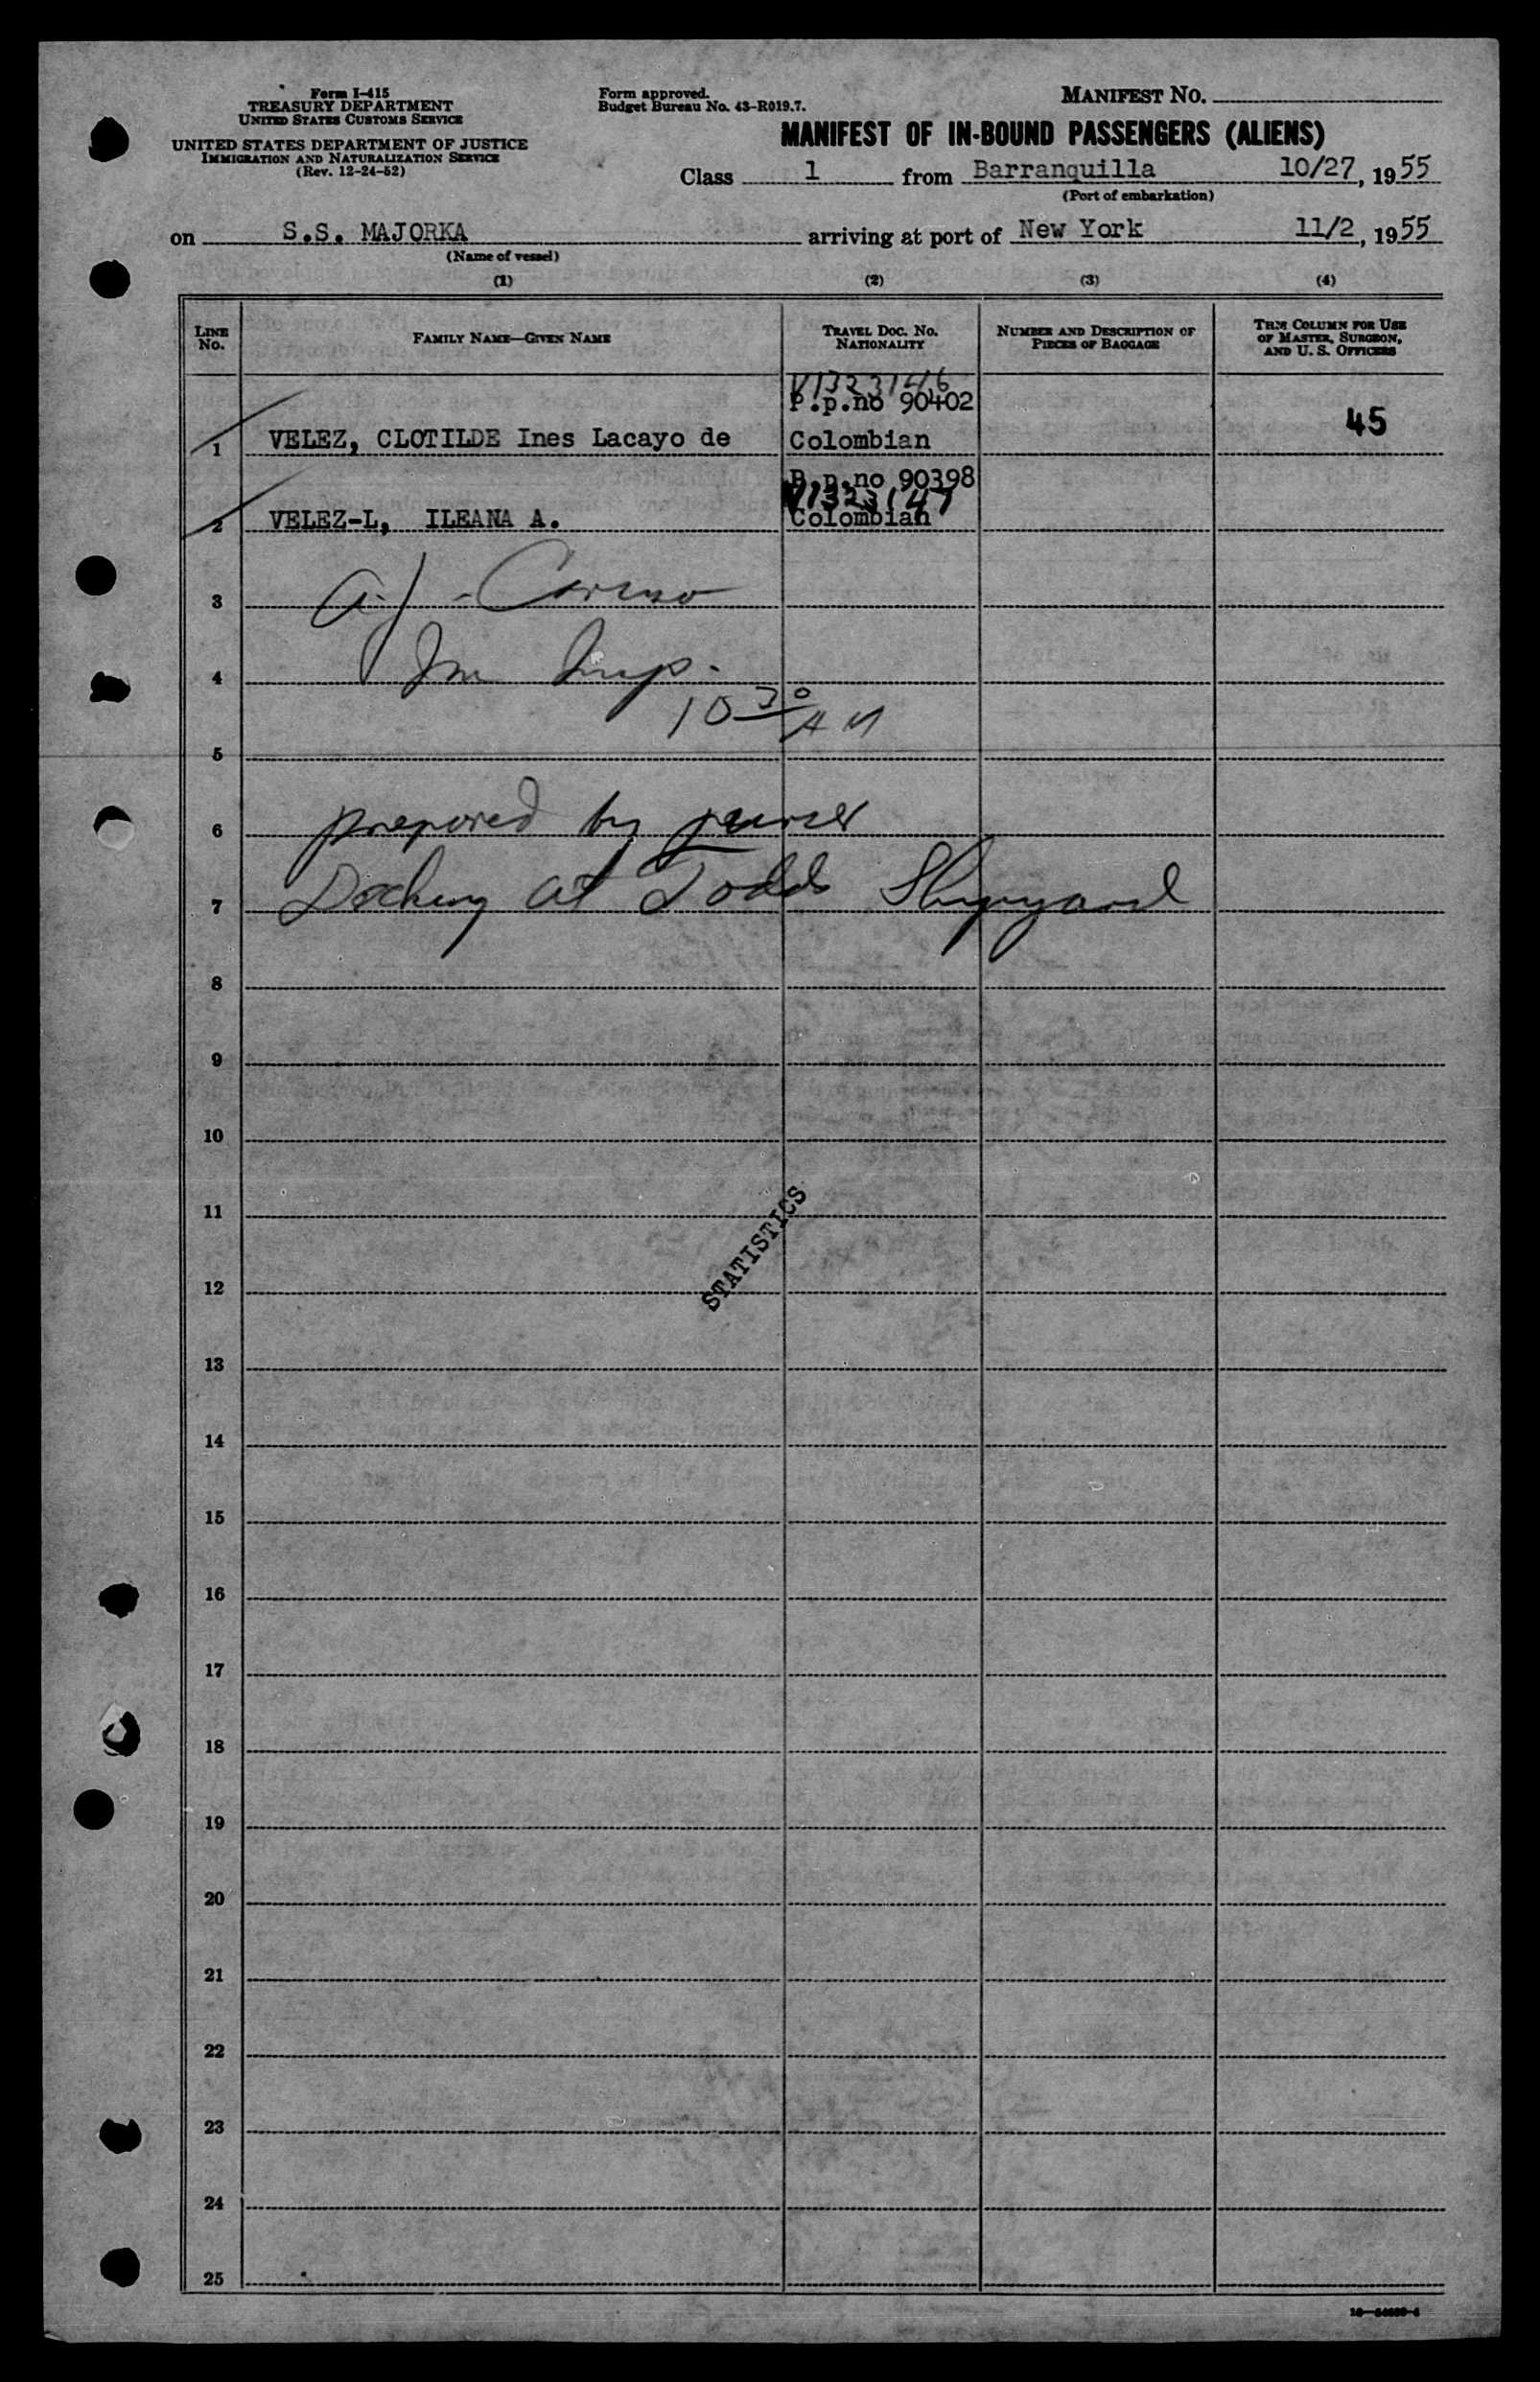 Form I-415
TREASURY DEPARTMENT
UNITED STATES CUSTOMS SERVICE
UNITED STATES DEPARTMENT OF JUSTICE
IMMIGRATION AND NATURALIZATION SERVICE
(Rev. 12-24-52)
Form approved.
Budget Bureau No. 43-R019.7.
MANIFEST NO.
MANIFEST OF IN-BOUND PASSENGERS (ALIENS)
Class 1 from Barranquilla 10/27, 1955
(Port of embarkation)
on S.S. MAJORKA arriving at port of New York 11/2, 1955
(Name of vessel)
(1) (2) (3) (4)
LINE No. FAMILY NAME—GIVEN NAME TRAVEL DOC. NO. NATIONALITY NUMBER AND DESCRIPTION OF PIECES OF BAGGAGE THIS COLUMN FOR USE OF MASTER, SURGEON, AND U. S. OFFICERS
V1323146
P.p.no 90402
1 VELEZ, CLOTILDE Ines Lacayo de Colombian 45
P.p.no 90398
V1323147
2 VELEZ-L, ILEANA A. Colombian
3 a.j. - Caruso
4 Im Insp.
10 30 AM
5
6 prepared by purser
7 Docking at Todds Shipyard
8
9
10
11
STATISTICS
12
13
14
15
16
17
18
19
20
21
22
23
24
25